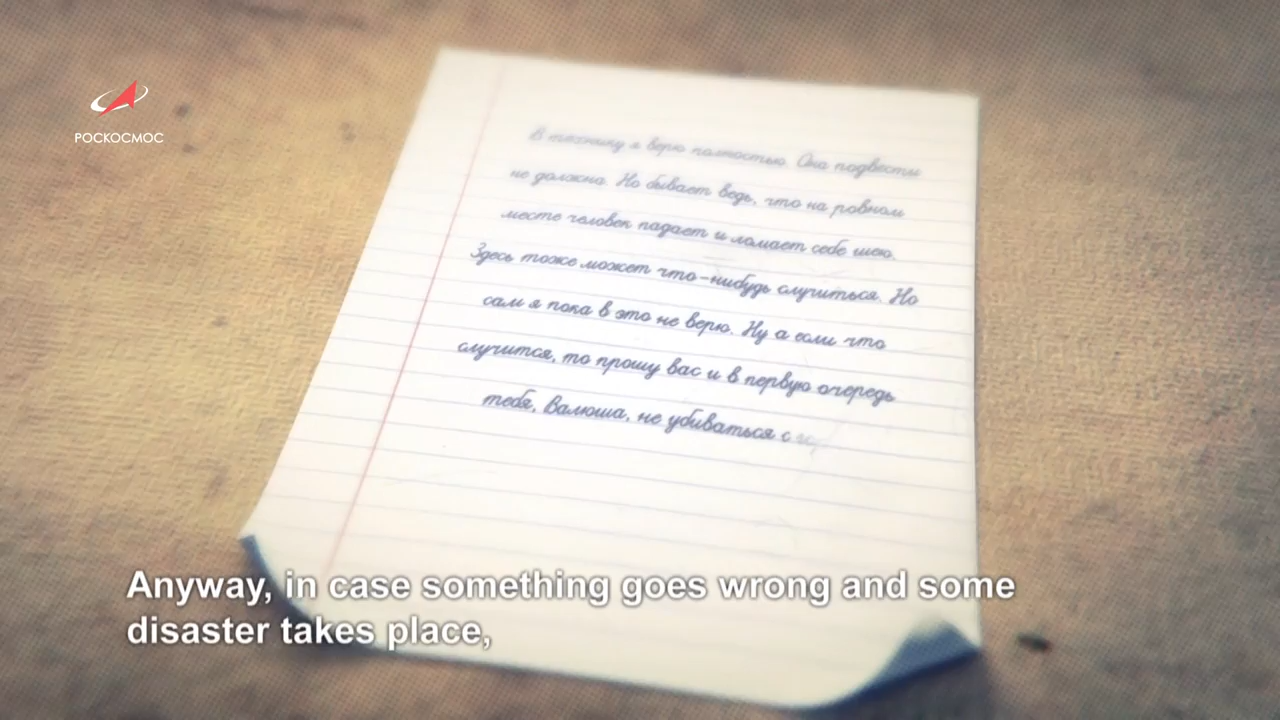 РОСКОСМОС
В технику я верю полностью. Она подвести
не должна. Но бывает ведь, что на ровном
месте человек падает и ломает себе шею.
Здесь тоже может что-нибудь случиться. Но
сам я пока в это не верю. Ну а если что
случится, то прошу вас и в первую очередь
тебя, Валюша, не убиваться с
Anyway, in case something goes wrong and some
disaster takes place,